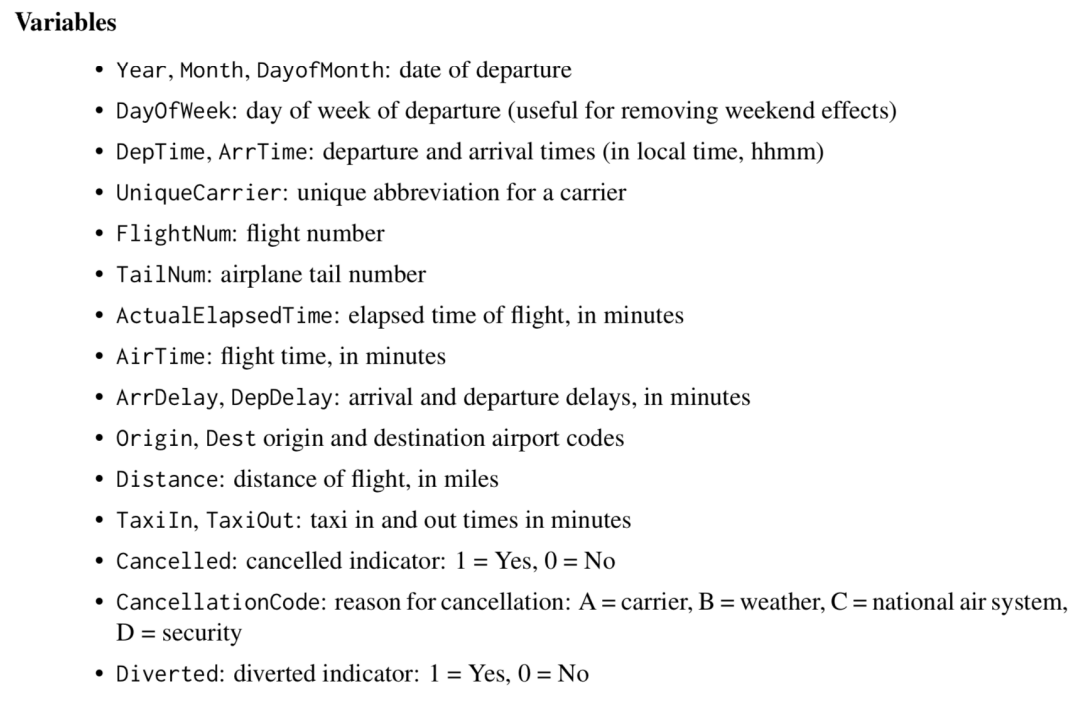 Variables
• Year, Month, DayofMonth: date of departure
• DayOfWeek: day of week of departure (useful for removing weekend effects)
• DepTime, ArrTime: departure and arrival times (in local time, hhmm)
• UniqueCarrier: unique abbreviation for a carrier
• FlightNum: flight number
• TailNum: airplane tail number
• ActualElapsedTime: elapsed time of flight, in minutes
• AirTime: flight time, in minutes
• ArrDelay, DepDelay: arrival and departure delays, in minutes
• Origin, Dest origin and destination airport codes
• Distance: distance of flight, in miles
• TaxiIn, TaxiOut: taxi in and out times in minutes
• Cancelled: cancelled indicator: 1 = Yes, 0 = No
• CancellationCode: reason for cancellation: A = carrier, B = weather, C = national air system,
D = security
• Diverted: diverted indicator: 1 = Yes, 0 = No